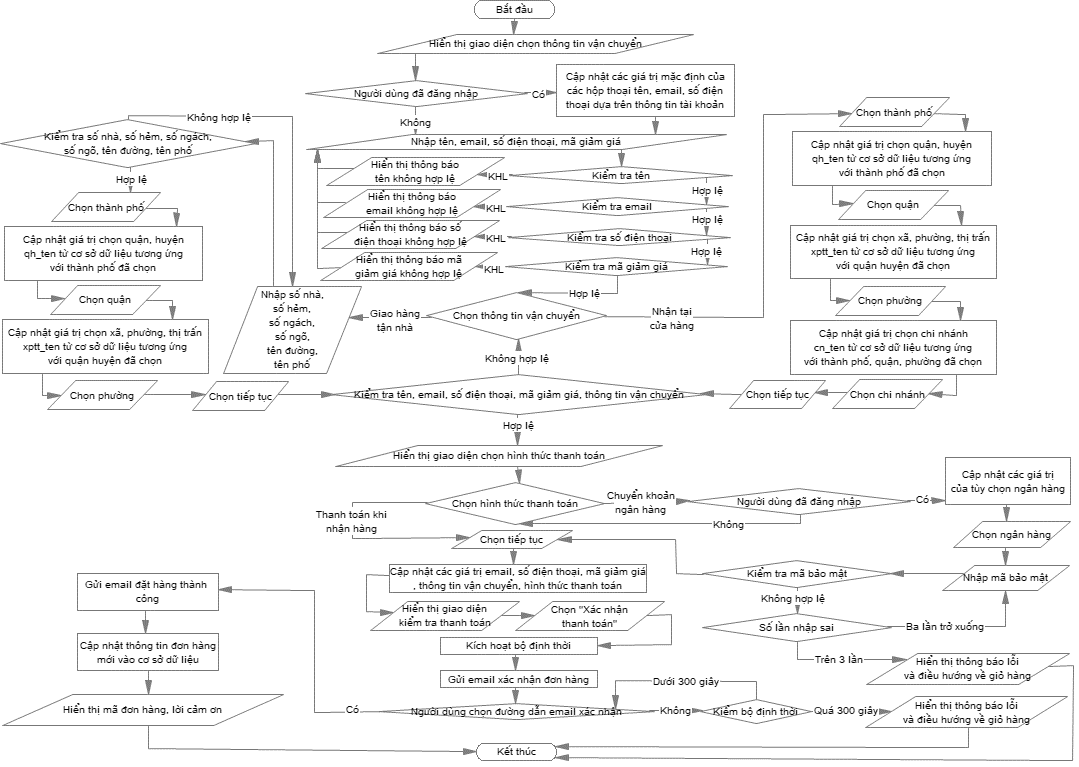 Bắt đầu
Hiển thị giao diện chọn thông tin vận chuyển
Người dùng đã đăng nhập
Có
Cập nhật các giá trị mặc định của
các hộp thoại tên, email, số điện
thoại dựa trên thông tin tài khoản
Không
Nhập tên, email, số điện thoại, mã giảm giá
Kiểm tra tên
KHL
Hiển thị thông báo
tên không hợp lệ
Hợp lệ
Kiểm tra email
KHL
Hiển thị thông báo
email không hợp lệ
Hợp lệ
Kiểm tra số điện thoại
KHL
Hiển thị thông báo số
điện thoại không hợp lệ
Hợp lệ
Kiểm tra mã giảm giá
KHL
Hiển thị thông báo mã
giảm giá không hợp lệ
Hợp lệ
Chọn thông tin vận chuyển
Giao hàng
tận nhà
Nhận tại
cửa hàng
Nhập số nhà,
số hẻm,
số ngách,
số ngõ,
tên đường,
tên phố
Không hợp lệ
Kiểm tra số nhà, số hẻm, số ngách,
số ngõ, tên đường, tên phố
Hợp lệ
Chọn thành phố
Cập nhật giá trị chọn quận, huyện
qh_ten từ cơ sở dữ liệu tương ứng
với thành phố đã chọn
Chọn quận
Cập nhật giá trị chọn xã, phường, thị trấn
xptt_ten từ cơ sở dữ liệu tương ứng
với quận huyện đã chọn
Chọn phường
Chọn tiếp tục
Chọn thành phố
Cập nhật giá trị chọn quận, huyện
qh_ten từ cơ sở dữ liệu tương ứng
với thành phố đã chọn
Chọn quận
Cập nhật giá trị chọn xã, phường, thị trấn
xptt_ten từ cơ sở dữ liệu tương ứng
với quận huyện đã chọn
Chọn phường
Cập nhật giá trị chọn chi nhánh
cn_ten từ cơ sở dữ liệu tương ứng
với thành phố, quận, phường đã chọn
Chọn chi nhánh
Chọn tiếp tục
Không hợp lệ
Kiểm tra tên, email, số điện thoại, mã giảm giá, thông tin vận chuyển
Hợp lệ
Hiển thị giao diện chọn hình thức thanh toán
Chọn hình thức thanh toán
Thanh toán khi
nhận hàng
Chuyển khoản
ngân hàng
Người dùng đã đăng nhập
Có
Không
Cập nhật các giá trị
của tùy chọn ngân hàng
Chọn ngân hàng
Nhập mã bảo mật
Kiểm tra mã bảo mật
Không hợp lệ
Số lần nhập sai
Ba lần trở xuống
Trên 3 lần
Hiển thị thông báo lỗi
và điều hướng về giỏ hàng
Chọn tiếp tục
Cập nhật các giá trị email, số điện thoại, mã giảm giá
, thông tin vận chuyển, hình thức thanh toán
Hiển thị giao diện
kiểm tra thanh toán
Chọn "Xác nhận
thanh toán"
Kích hoạt bộ định thời
Gửi email xác nhận đơn hàng
Người dùng chọn đường dẫn email xác nhận
Không
Kiểm bộ định thời
Dưới 300 giây
Quá 300 giây
Hiển thị thông báo lỗi
và điều hướng về giỏ hàng
Có
Gửi email đặt hàng thành
công
Cập nhật thông tin đơn hàng
mới vào cơ sở dữ liệu
Hiển thị mã đơn hàng, lời cảm ơn
Kết thúc